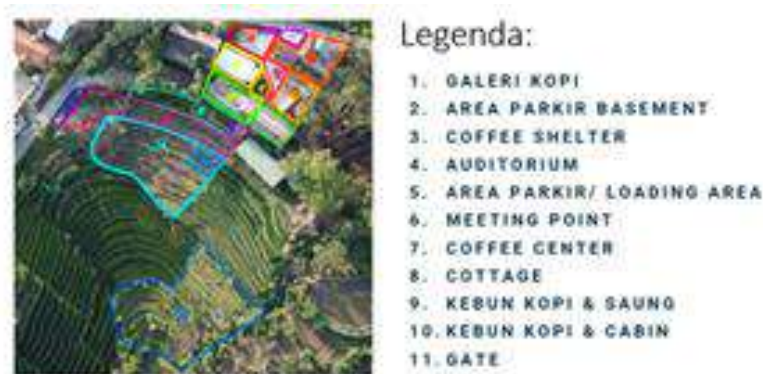 Legenda:
1. GALERI KOPI
2. AREA PARKIR BASEMENT
3. COFFEE SHELTER
4. AUDITORIUM
5. AREA PARKIR/ LOADING AREA
6. MEETING POINT
7. COFFEE CENTER
8. COTTAGE
9. KEBUN KOPI & SAUNG
10. KEBUN KOPI & CABIN
11. GATE